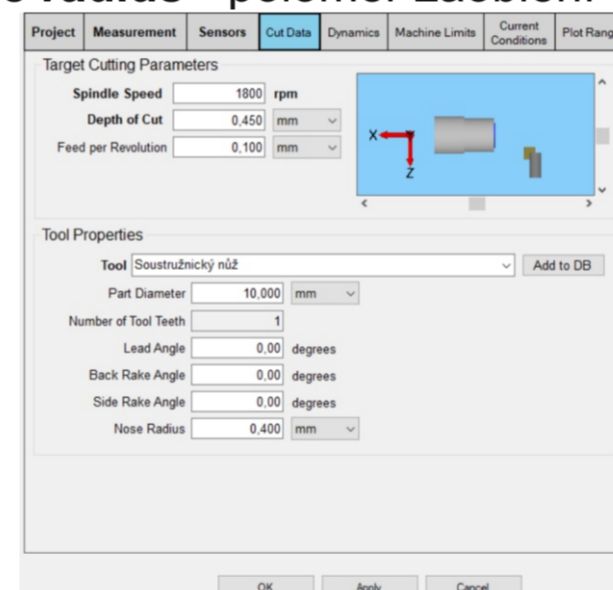 radius - poloměr zaoblení
Project Measurement Sensors Cut Data Dynamics Machine Limits Current Conditions Plot Rang
Target Cutting Parameters
Spindle Speed 1800 rpm
Depth of Cut 0,450 mm
Feed per Revolution 0,100 mm
X
Z
Tool Properties
Tool Soustružnický nůž Add to DB
Part Diameter 10,000 mm
Number of Tool Teeth 1
Lead Angle 0,00 degrees
Back Rake Angle 0,00 degrees
Side Rake Angle 0,00 degrees
Nose Radius 0,400 mm
OK Apply Cancel